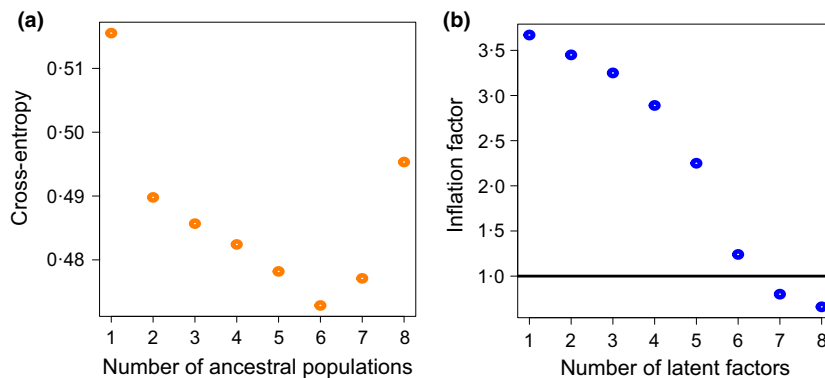 (a)
Cross-entropy
0·51
0·50
0·49
0·48
1 2 3 4 5 6 7 8
Number of ancestral populations
(b)
Inflation factor
3·5
3·0
2·5
2·0
1·5
1·0
1 2 3 4 5 6 7 8
Number of latent factors